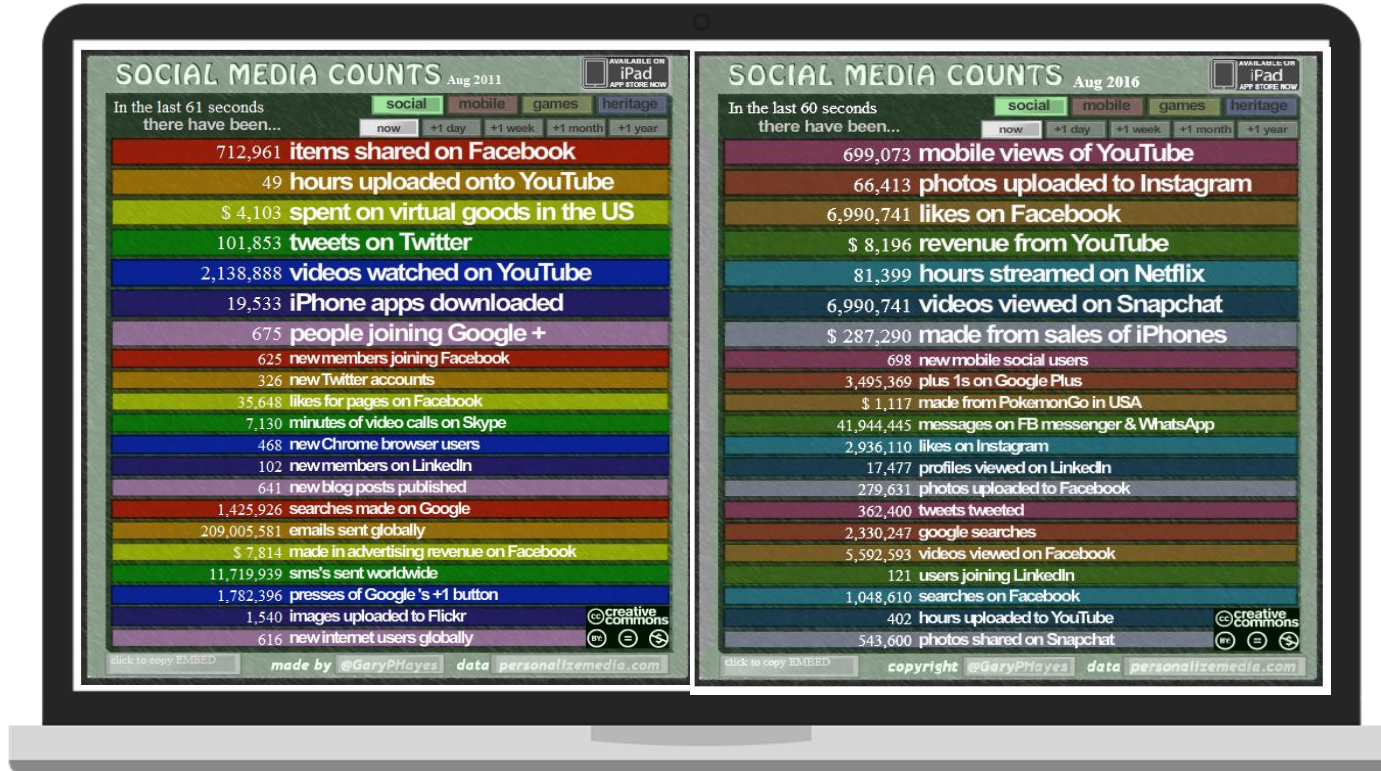 SOCIAL MEDIA COUNTS Aug 2011
AVAILABLE ON
iPad
APP STORE NOW
In the last 61 seconds
there have been...
social mobile games heritage
now +1 day +1 week +1 month +1 year
712,961 items shared on Facebook
49 hours uploaded onto YouTube
$ 4,103 spent on virtual goods in the US
101,853 tweets on Twitter
2,138,888 videos watched on YouTube
19,533 iPhone apps downloaded
675 people joining Google +
625 new members joining Facebook
326 new Twitter accounts
35,648 likes for pages on Facebook
7,130 minutes of video calls on Skype
468 new Chrome browser users
102 new members on LinkedIn
641 new blog posts published
1,425,926 searches made on Google
209,005,581 emails sent globally
$ 7,814 made in advertising revenue on Facebook
11,719,939 sms's sent worldwide
1,782,396 presses of Google 's +1 button
1,540 images uploaded to Flickr
616 new internet users globally
cc creative
commons
BY:
click to copy EMBED
made by @GaryPHayes data personalizemedia.com
SOCIAL MEDIA COUNTS Aug 2016
AVAILABLE ON
iPad
APP STORE NOW
In the last 60 seconds
there have been...
social mobile games heritage
now +1 day +1 week +1 month +1 year
699,073 mobile views of YouTube
66,413 photos uploaded to Instagram
6,990,741 likes on Facebook
$ 8,196 revenue from YouTube
81,399 hours streamed on Netflix
6,990,741 videos viewed on Snapchat
$ 287,290 made from sales of iPhones
698 new mobile social users
3,495,369 plus 1s on Google Plus
$ 1,117 made from PokemonGo in USA
41,944,445 messages on FB messenger & WhatsApp
2,936,110 likes on Instagram
17,477 profiles viewed on LinkedIn
279,631 photos uploaded to Facebook
362,400 tweets tweeted
2,330,247 google searches
5,592,593 videos viewed on Facebook
121 users joining LinkedIn
1,048,610 searches on Facebook
402 hours uploaded to YouTube
543,600 photos shared on Snapchat
cc creative
commons
BY:
click to copy EMBED
copyright @GaryPHayes data personalizemedia.com